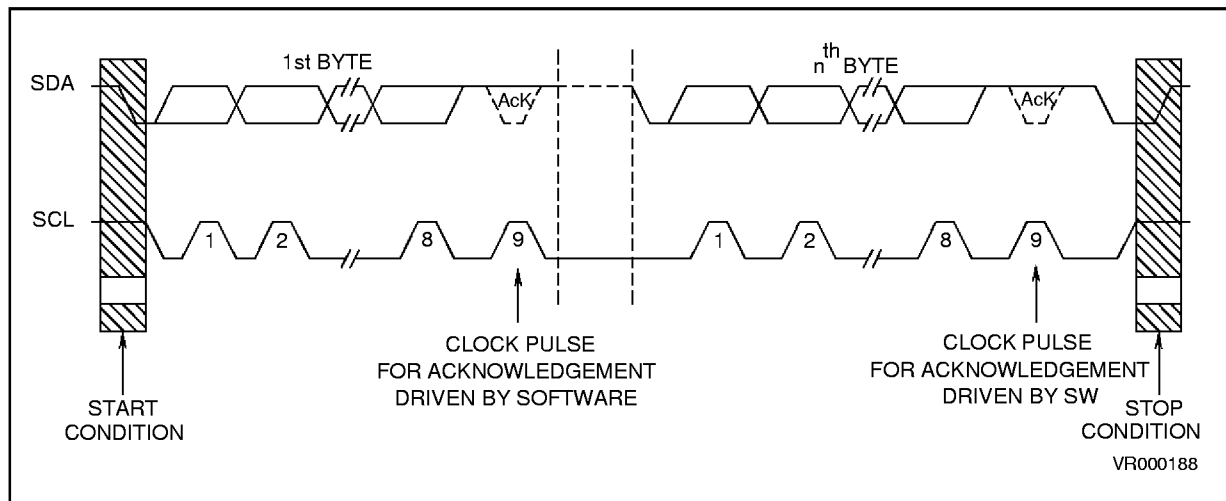 1st BYTE
nth BYTE
SDA
AcK
AcK
SCL
1
2
8
9
1
2
8
9
CLOCK PULSE
FOR ACKNOWLEDGEMENT
DRIVEN BY SOFTWARE
CLOCK PULSE
FOR ACKNOWLEDGEMENT
DRIVEN BY SW
START
CONDITION
STOP
CONDITION
VR000188